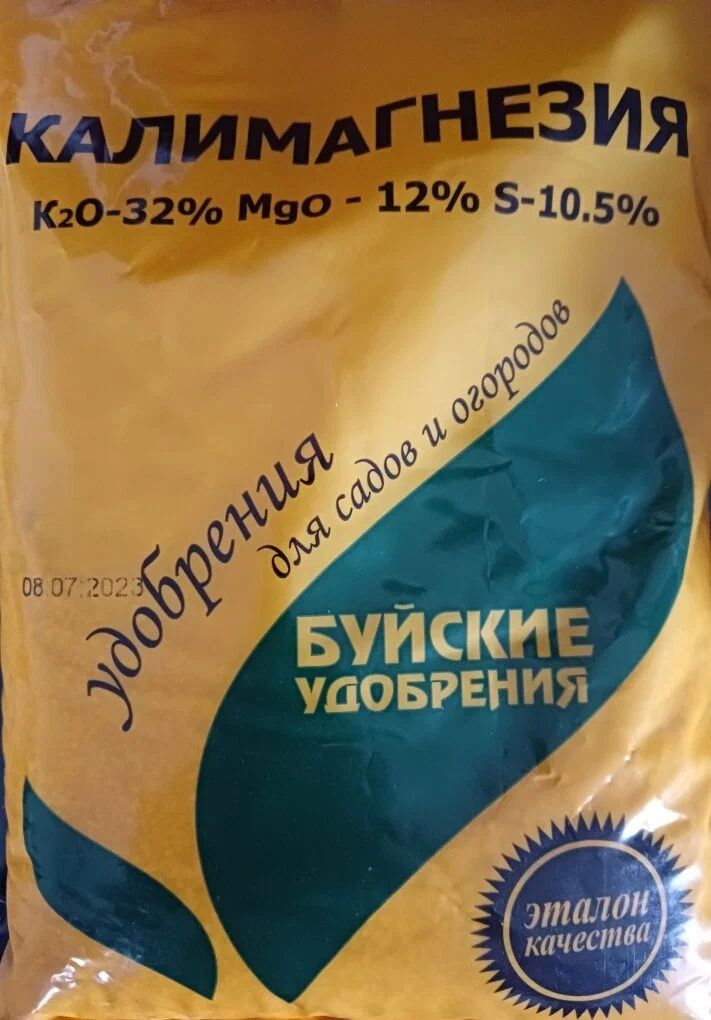 КАЛИМАГНЕЗИЯ
K2O-32% MgO - 12% S-10.5%
удобрения
для садов и огородов
08.07.2023
БУЙСКИЕ
УДОБРЕНИЯ
эталон
качества